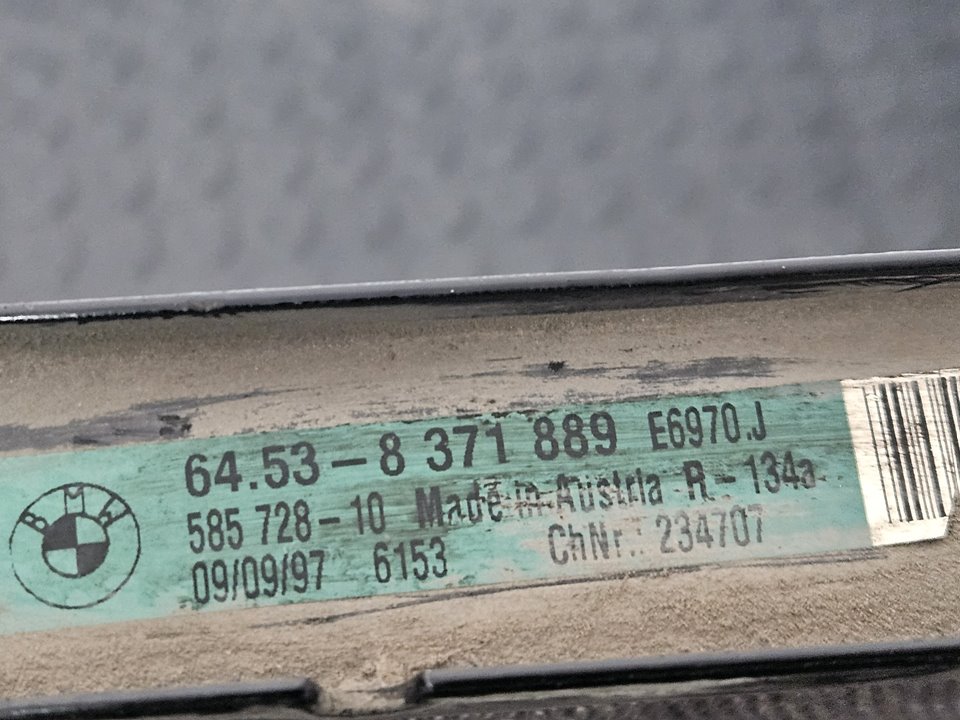 BMW
64.53-8 371 889 E6970.J
585 728-10 Made in Austria R-134a
09/09/97 6153 ChNr.: 234707